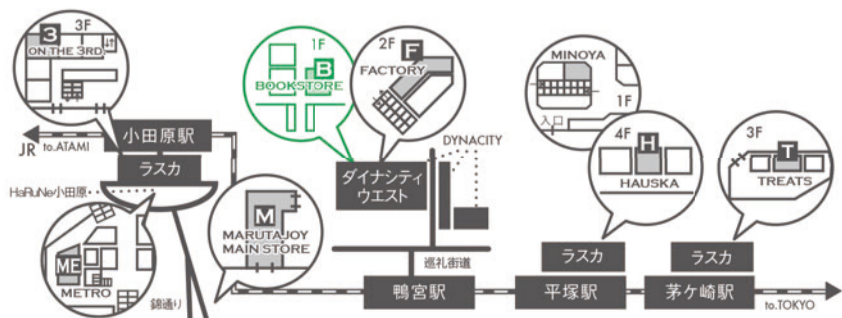 3F
3
ON THE 3RD
小田原駅
JR
to.ATAMI
ラスカ
HaRuNe小田原
ME
METRO
錦通り
M
MARUTAJOY
MAIN STORE
1F
B
BOOKSTORE
2F
F
FACTORY
DYNACITY
ダイナシティ
ウエスト
巡礼街道
鴨宮駅
MINOYA
入口
1F
4F
H
HAUSKA
ラスカ
平塚駅
3F
T
TREATS
ラスカ
茅ケ崎駅
to.TOKYO